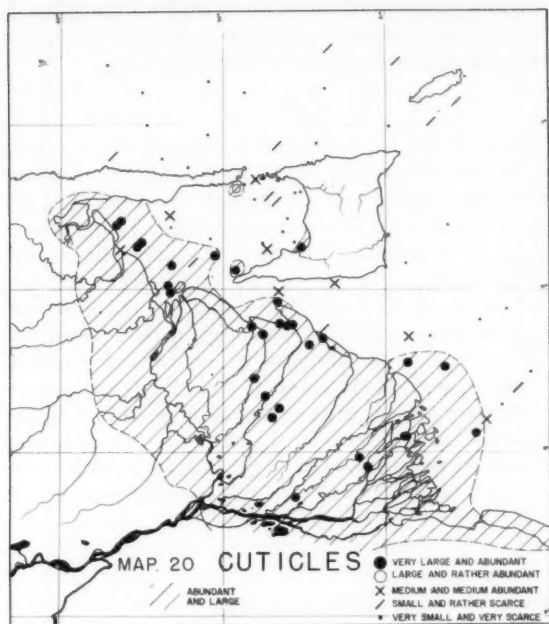 MAP. 20 CUTICLES
ABUNDANT
AND LARGE
VERY LARGE AND ABUNDANT
LARGE AND RATHER ABUNDANT
MEDIUM AND MEDIUM ABUNDANT
SMALL AND RATHER SCARCE
VERY SMALL AND VERY SCARCE